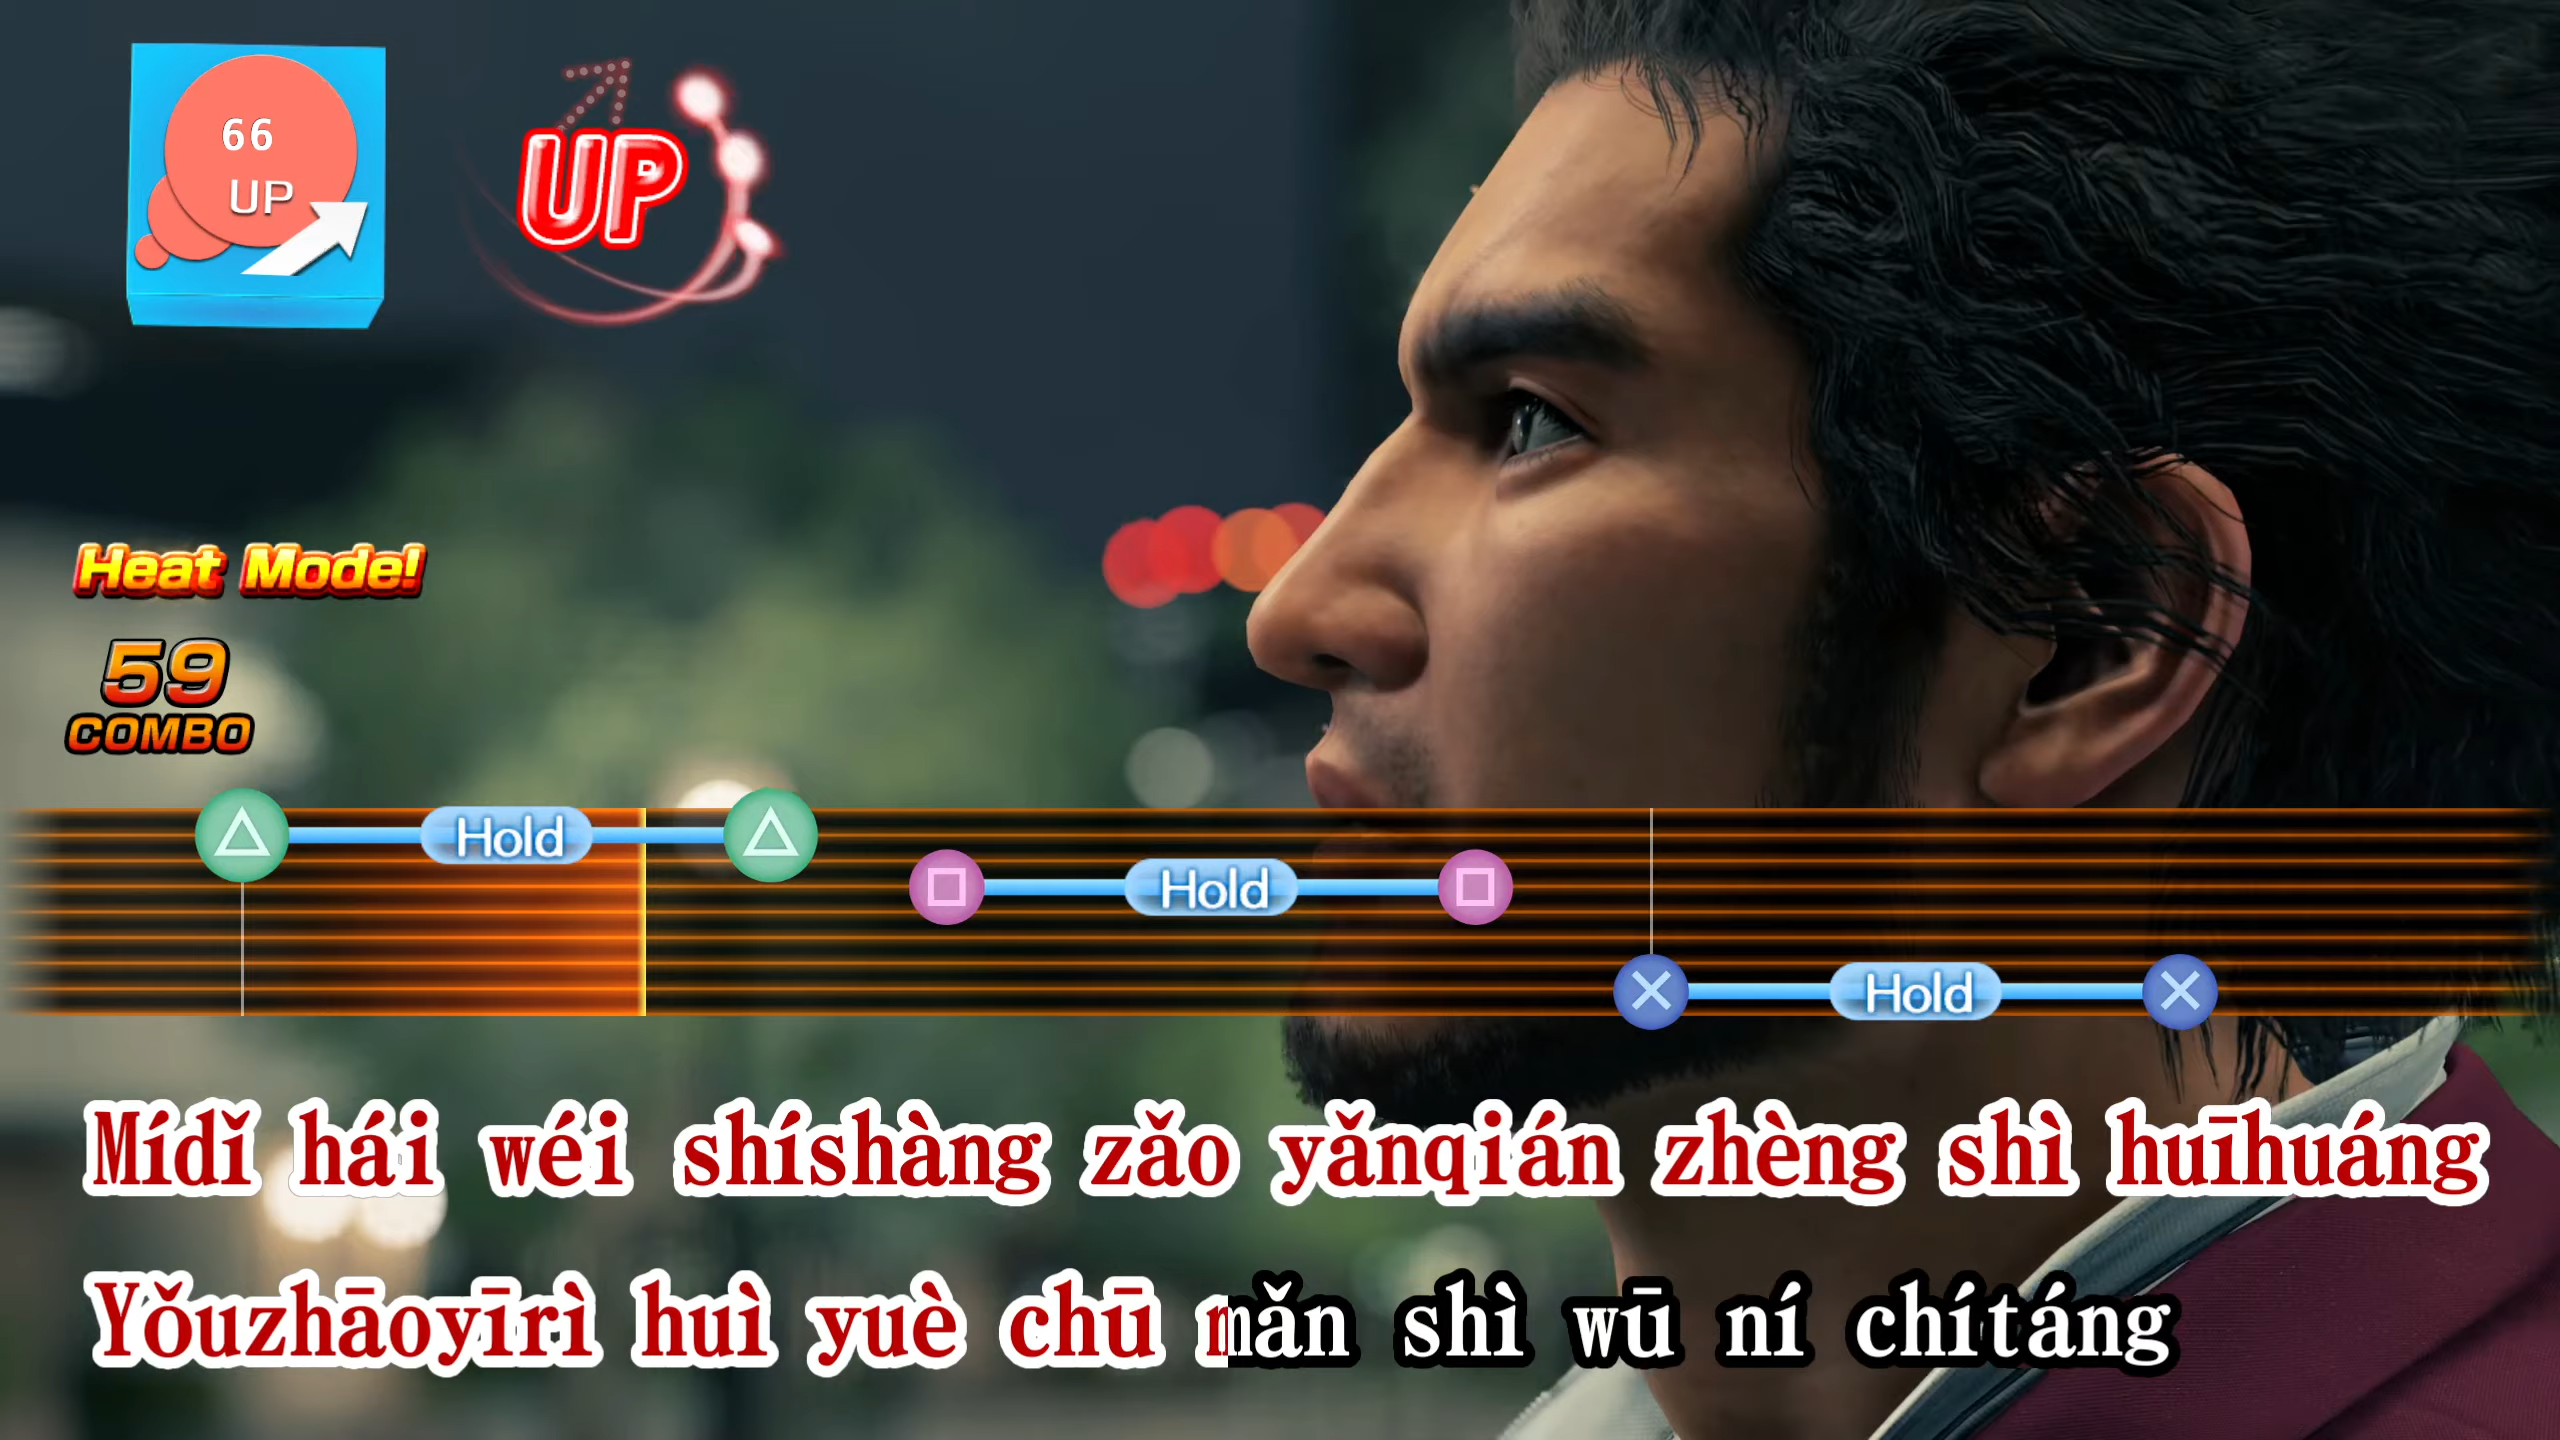 66
UP
UP
Heat Mode!
59
COMBO
Hold
Hold
Hold
Mídǐ hái wéi shíshàng zǎo yǎnqián zhèng shì huīhuáng
Yǒuzhāoyīrì huì yuè chū mǎn shì wū ní chítáng